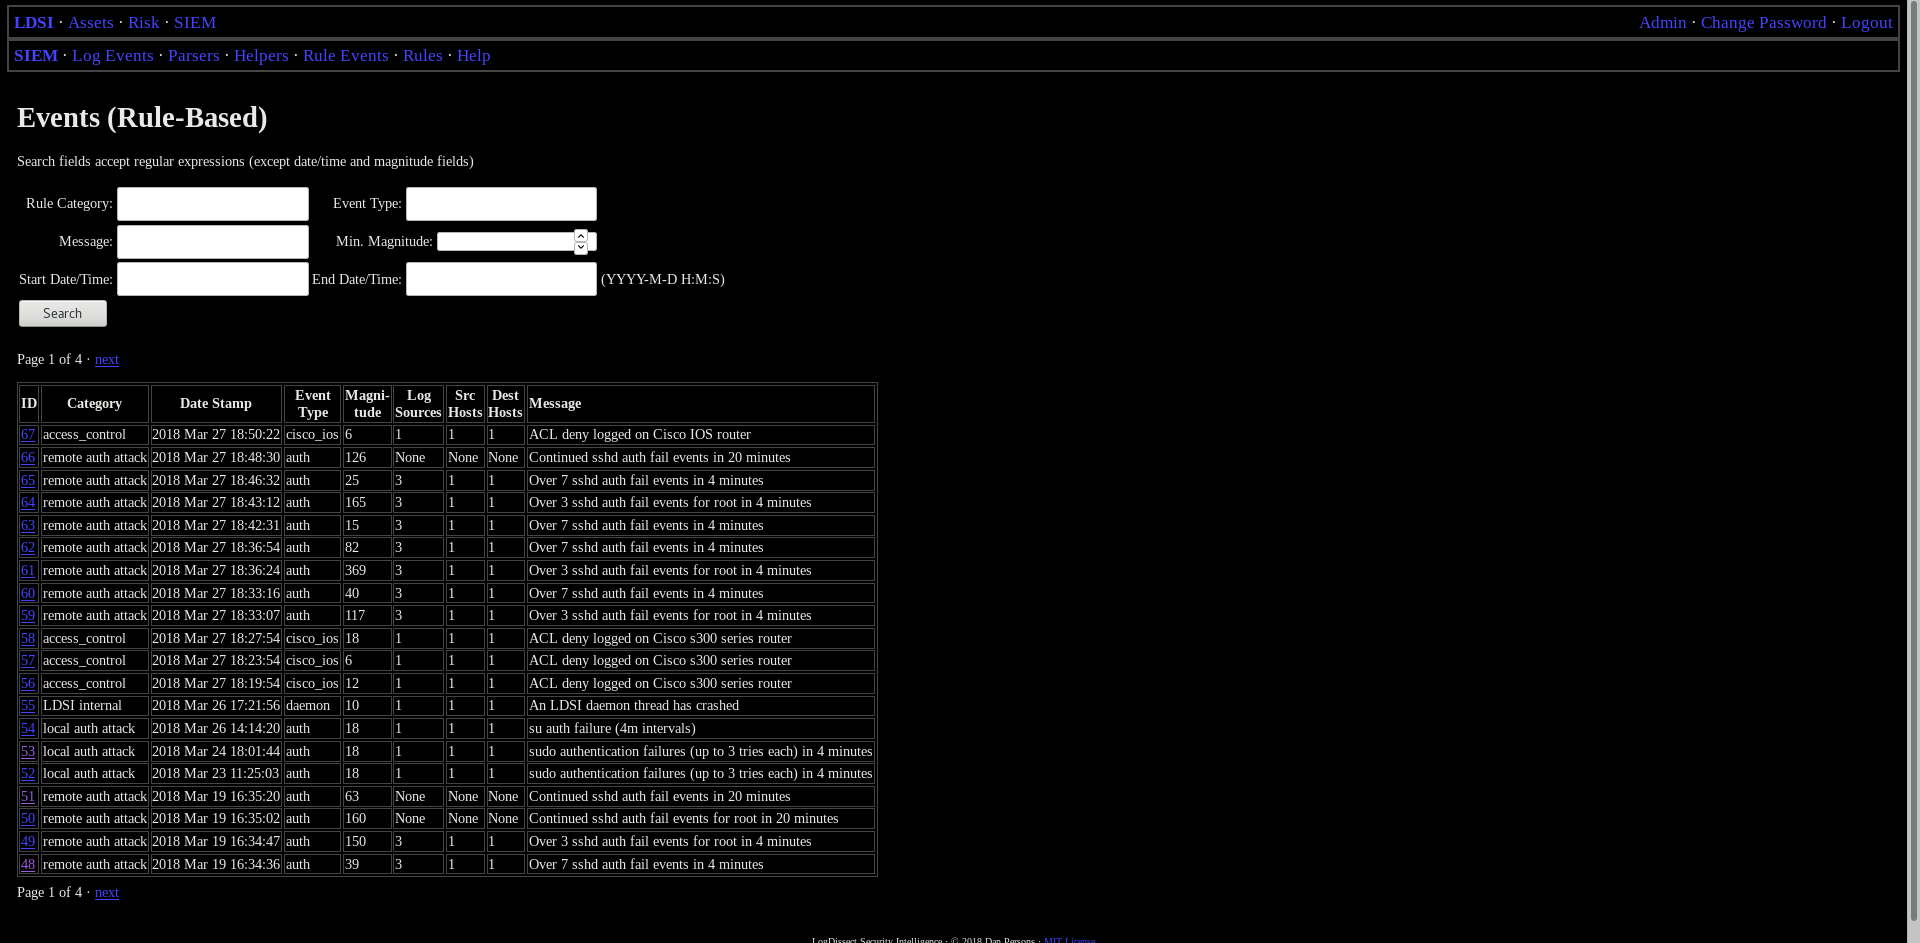 LDSI · Assets · Risk · SIEM Admin · Change Password · Logout
SIEM · Log Events · Parsers · Helpers · Rule Events · Rules · Help
Events (Rule-Based)
Search fields accept regular expressions (except date/time and magnitude fields)
Rule Category: Event Type:
Message: Min. Magnitude:
Start Date/Time: End Date/Time: (YYYY-M-D H:M:S)
Search
Page 1 of 4 · next
ID Category Date Stamp Event Type Magni-tude Log Sources Src Hosts Dest Hosts Message
67 access_control 2018 Mar 27 18:50:22 cisco_ios 6 1 1 1 ACL deny logged on Cisco IOS router
66 remote auth attack 2018 Mar 27 18:48:30 auth 126 None None None Continued sshd auth fail events in 20 minutes
65 remote auth attack 2018 Mar 27 18:46:32 auth 25 3 1 1 Over 7 sshd auth fail events in 4 minutes
64 remote auth attack 2018 Mar 27 18:43:12 auth 165 3 1 1 Over 3 sshd auth fail events for root in 4 minutes
63 remote auth attack 2018 Mar 27 18:42:31 auth 15 3 1 1 Over 7 sshd auth fail events in 4 minutes
62 remote auth attack 2018 Mar 27 18:36:54 auth 82 3 1 1 Over 7 sshd auth fail events in 4 minutes
61 remote auth attack 2018 Mar 27 18:36:24 auth 369 3 1 1 Over 3 sshd auth fail events for root in 4 minutes
60 remote auth attack 2018 Mar 27 18:33:16 auth 40 3 1 1 Over 7 sshd auth fail events in 4 minutes
59 remote auth attack 2018 Mar 27 18:33:07 auth 117 3 1 1 Over 3 sshd auth fail events for root in 4 minutes
58 access_control 2018 Mar 27 18:27:54 cisco_ios 18 1 1 1 ACL deny logged on Cisco s300 series router
57 access_control 2018 Mar 27 18:23:54 cisco_ios 6 1 1 1 ACL deny logged on Cisco s300 series router
56 access_control 2018 Mar 27 18:19:54 cisco_ios 12 1 1 1 ACL deny logged on Cisco s300 series router
55 LDSI internal 2018 Mar 26 17:21:56 daemon 10 1 1 1 An LDSI daemon thread has crashed
54 local auth attack 2018 Mar 26 14:14:20 auth 18 1 1 1 su auth failure (4m intervals)
53 local auth attack 2018 Mar 24 18:01:44 auth 18 1 1 1 sudo authentication failures (up to 3 tries each) in 4 minutes
52 local auth attack 2018 Mar 23 11:25:03 auth 18 1 1 1 sudo authentication failures (up to 3 tries each) in 4 minutes
51 remote auth attack 2018 Mar 19 16:35:20 auth 63 None None None Continued sshd auth fail events in 20 minutes
50 remote auth attack 2018 Mar 19 16:35:02 auth 160 None None None Continued sshd auth fail events for root in 20 minutes
49 remote auth attack 2018 Mar 19 16:34:47 auth 150 3 1 1 Over 3 sshd auth fail events for root in 4 minutes
48 remote auth attack 2018 Mar 19 16:34:36 auth 39 3 1 1 Over 7 sshd auth fail events in 4 minutes
Page 1 of 4 · next
LogDissect Security Intelligence · © 2018 Dan Persons · MIT License